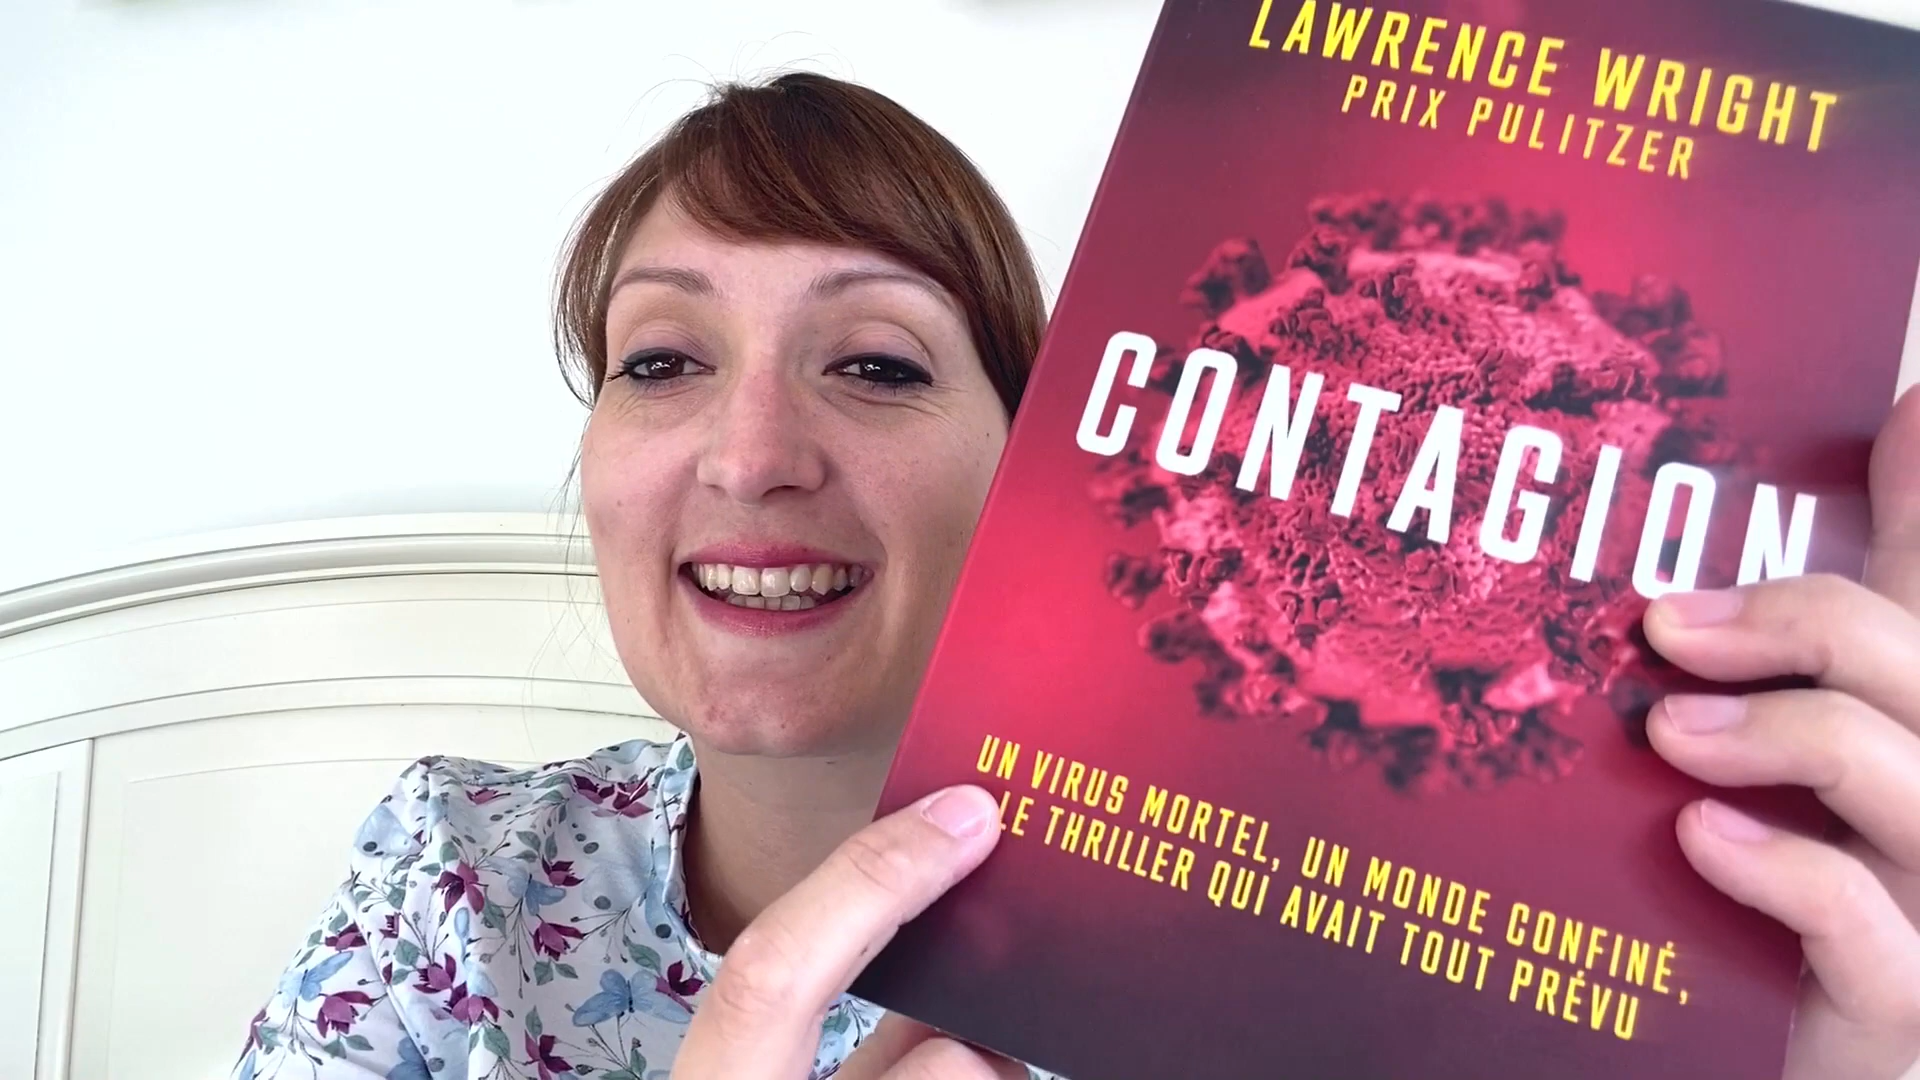 LAWRENCE WRIGHT
PRIX PULITZER
CONTAGION
UN VIRUS MORTEL, UN MONDE CONFINÉ,
LE THRILLER QUI AVAIT TOUT PRÉVU